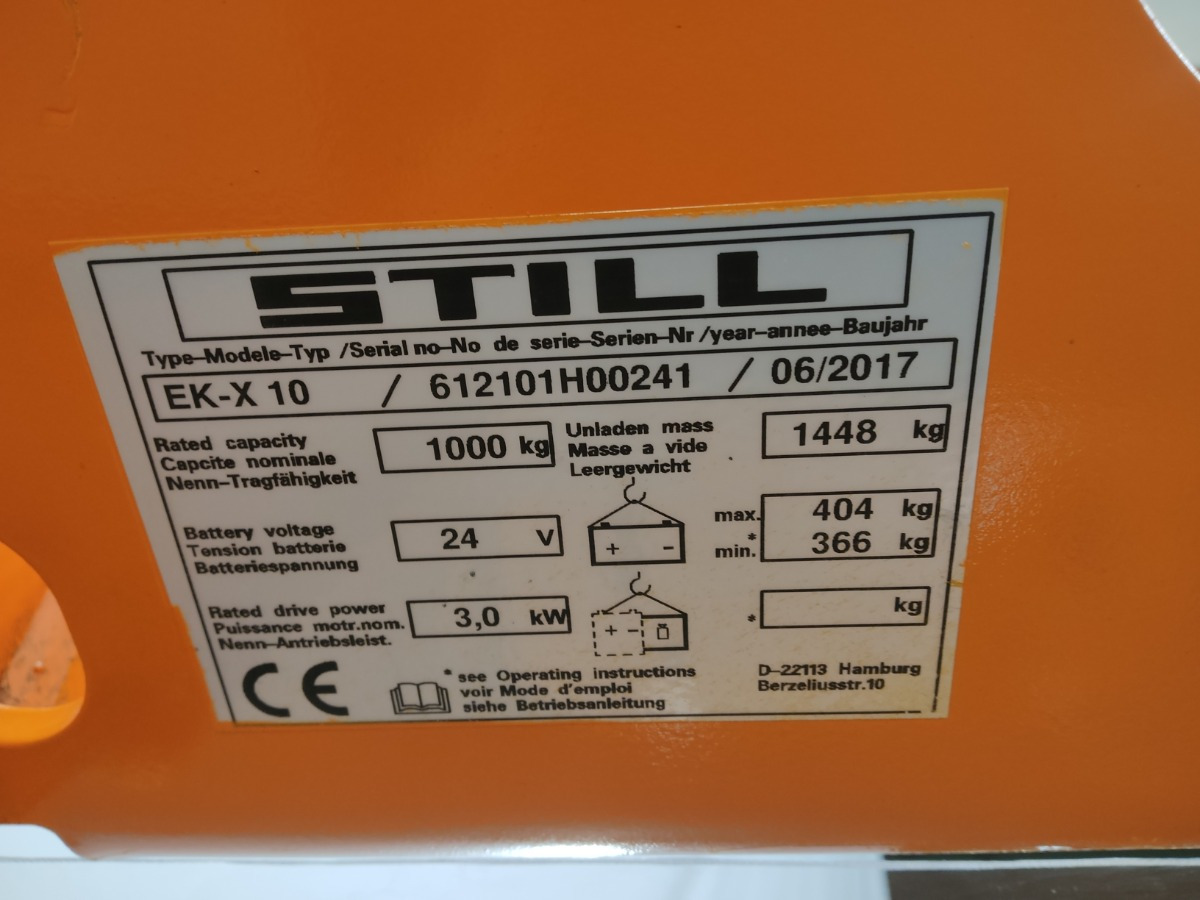 STILL
Type-Modele-Typ /Serial no-No de serie-Serien-Nr /year-annee-Baujahr
EK-X 10 / 612101H00241 / 06/2017
Rated capacity
Capcite nominale
Nenn-Tragfähigkeit
1000 kg
Unladen mass
Masse a vide
Leergewicht
1448 kg
Battery voltage
Tension batterie
Batteriespannung
24 V
+ -
max. 404 kg
* min. 366 kg
Rated drive power
Puissance motr.nom.
Nenn-Antriebsleist.
3,0 kW
+ -
* kg
CE
* see Operating instructions
voir Mode d'emploi
siehe Betriebsanleitung
D-22113 Hamburg
Berzeliusstr.10